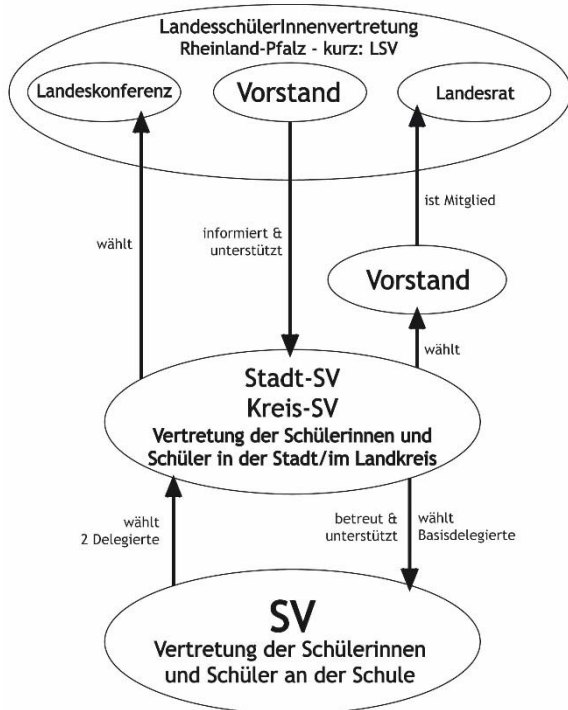 LandesschülerInnenvertretung
Rheinland-Pfalz - kurz: LSV
Landeskonferenz
Vorstand
Landesrat
ist Mitglied
wählt
informiert &
unterstützt
Vorstand
wählt
Stadt-SV
Kreis-SV
Vertretung der Schülerinnen und
Schüler in der Stadt/im Landkreis
wählt
2 Delegierte
betreut &
unterstützt
wählt
Basisdelegierte
SV
Vertretung der Schülerinnen
und Schüler an der Schule